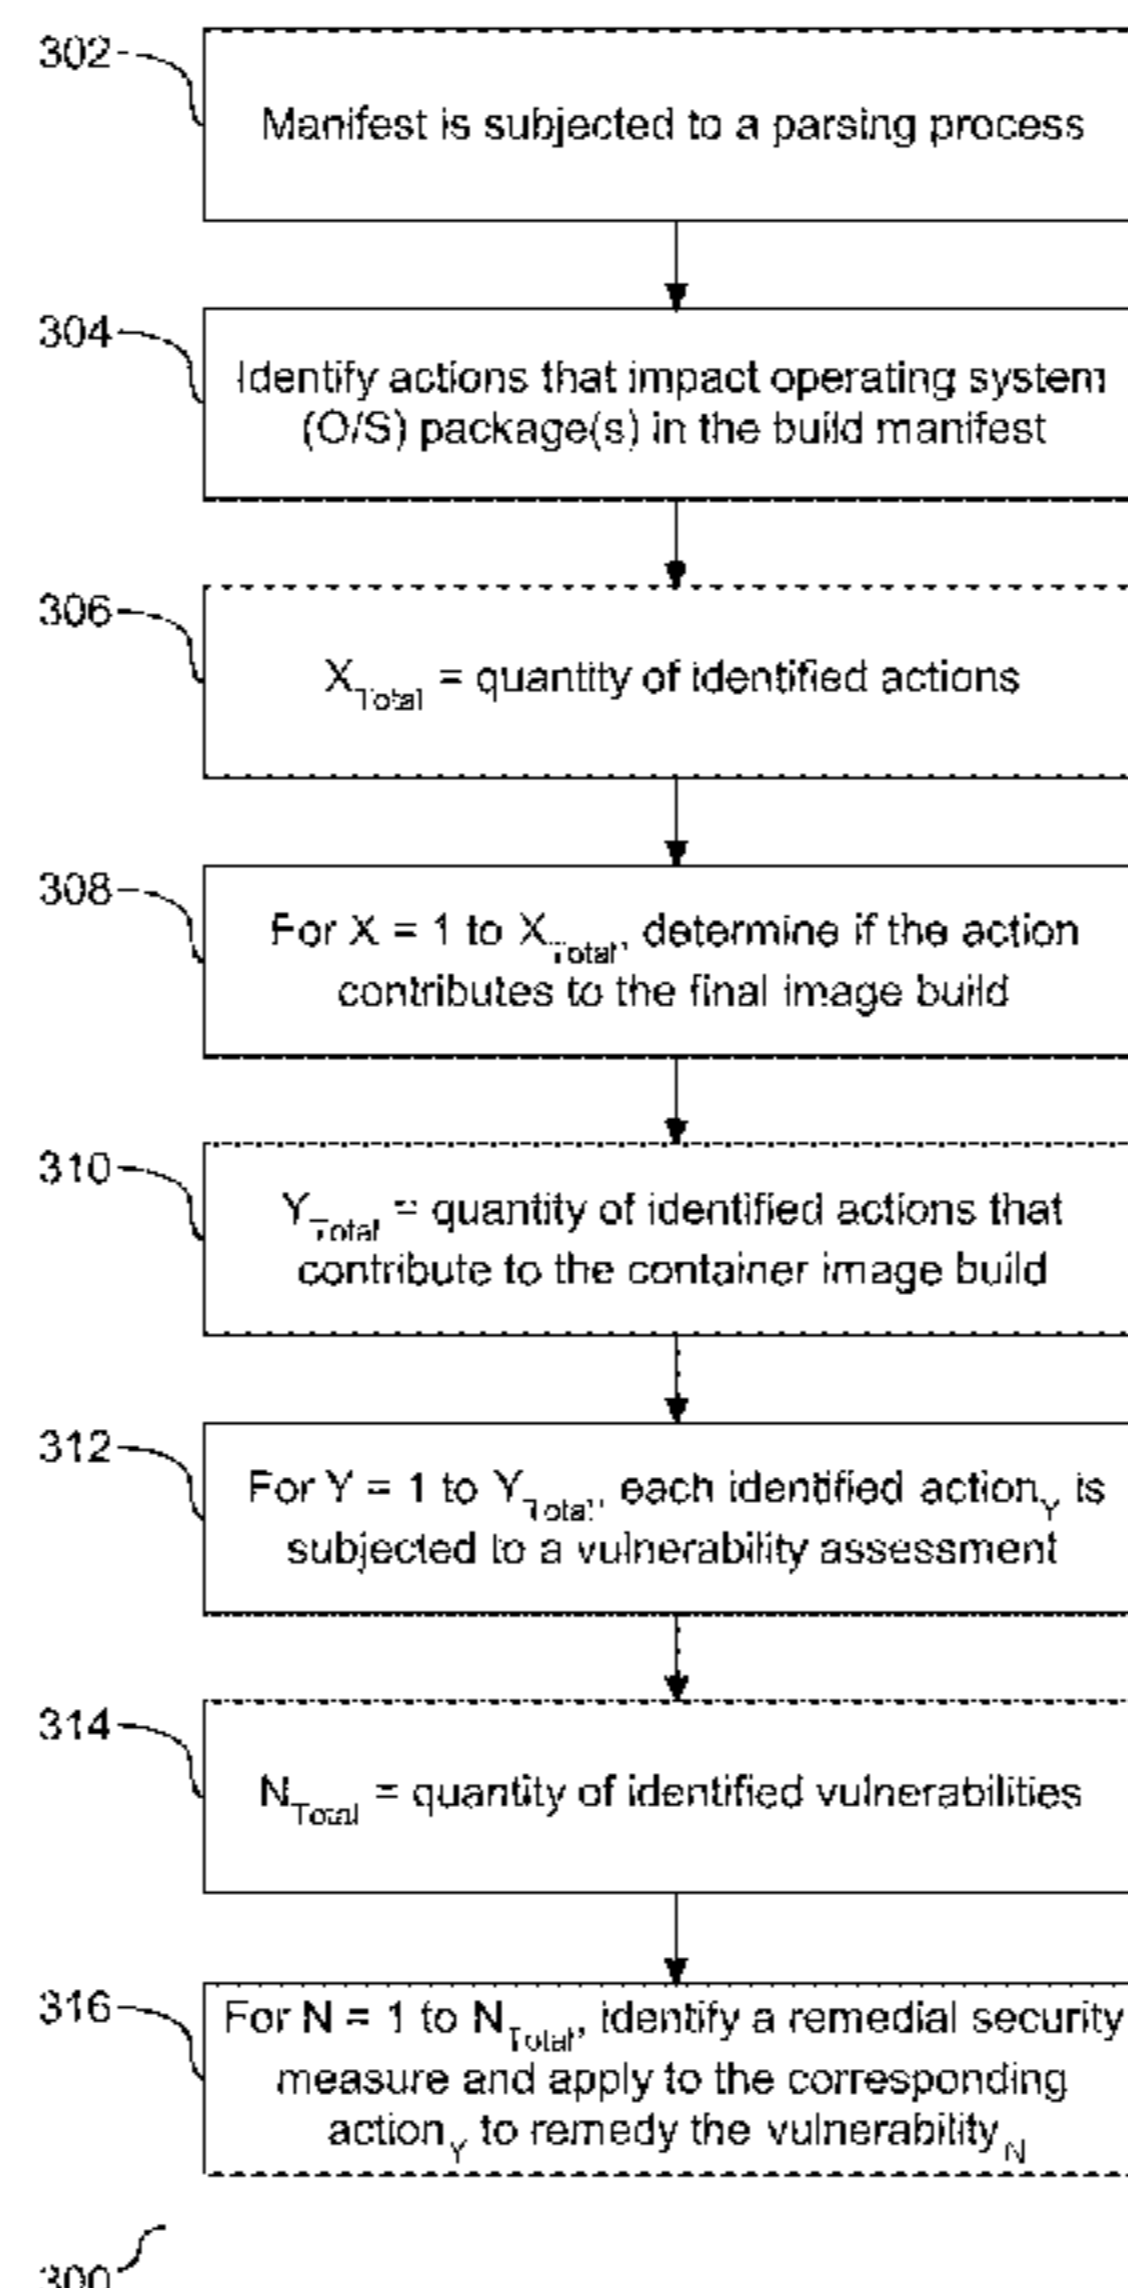 302
Manifest is subjected to a parsing process
304
Identify actions that impact operating system
(O/S) package(s) in the build manifest
306
X_Total = quantity of identified actions
308
For X = 1 to X_Total, determine if the action
contributes to the final image build
310
Y_Total = quantity of identified actions that
contribute to the container image build
312
For Y = 1 to Y_Total, each identified action_Y is
subjected to a vulnerability assessment
314
N_Total = quantity of identified vulnerabilities
316
For N = 1 to N_Total, identify a remedial security
measure and apply to the corresponding
action_Y to remedy the vulnerability_N
300